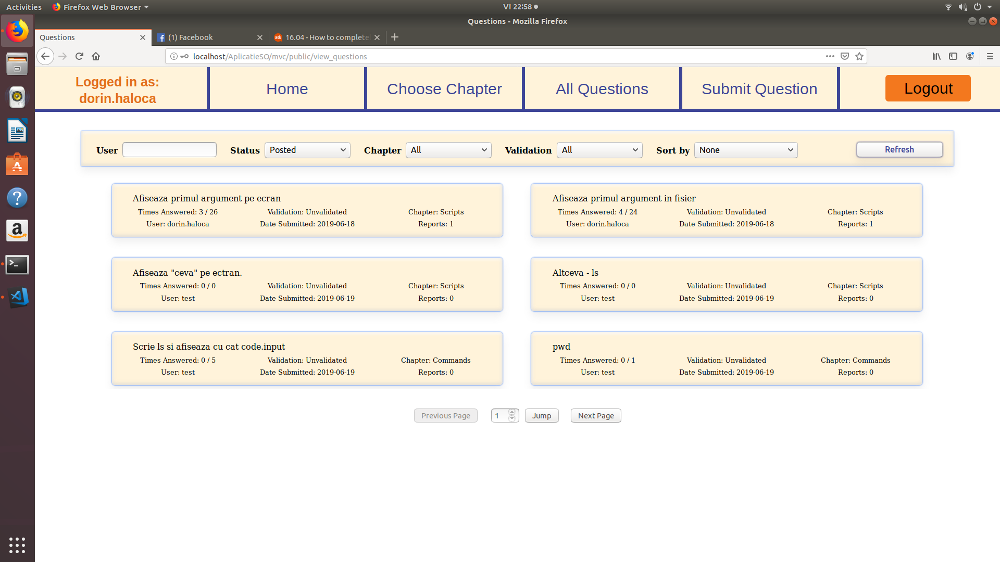 Activities Firefox Web Browser Vi 22:58
Questions - Mozilla Firefox
Questions (1) Facebook 16.04 - How to complete
localhost/AplicatieSO/mvc/public/view_questions
Logged in as:
dorin.haloca
Home Choose Chapter All Questions Submit Question Logout
User Status Posted Chapter All Validation All Sort by None Refresh
Afiseaza primul argument pe ecran
Times Answered: 3 / 26 Validation: Unvalidated Chapter: Scripts
User: dorin.haloca Date Submitted: 2019-06-18 Reports: 1
Afiseaza primul argument in fisier
Times Answered: 4 / 24 Validation: Unvalidated Chapter: Scripts
User: dorin.haloca Date Submitted: 2019-06-18 Reports: 1
Afiseaza "ceva" pe ectran.
Times Answered: 0 / 0 Validation: Unvalidated Chapter: Scripts
User: test Date Submitted: 2019-06-19 Reports: 0
Altceva - ls
Times Answered: 0 / 0 Validation: Unvalidated Chapter: Scripts
User: test Date Submitted: 2019-06-19 Reports: 0
Scrie ls si afiseaza cu cat code.input
Times Answered: 0 / 5 Validation: Unvalidated Chapter: Commands
User: test Date Submitted: 2019-06-19 Reports: 0
pwd
Times Answered: 0 / 1 Validation: Unvalidated Chapter: Commands
User: test Date Submitted: 2019-06-19 Reports: 0
Previous Page 1 Jump Next Page